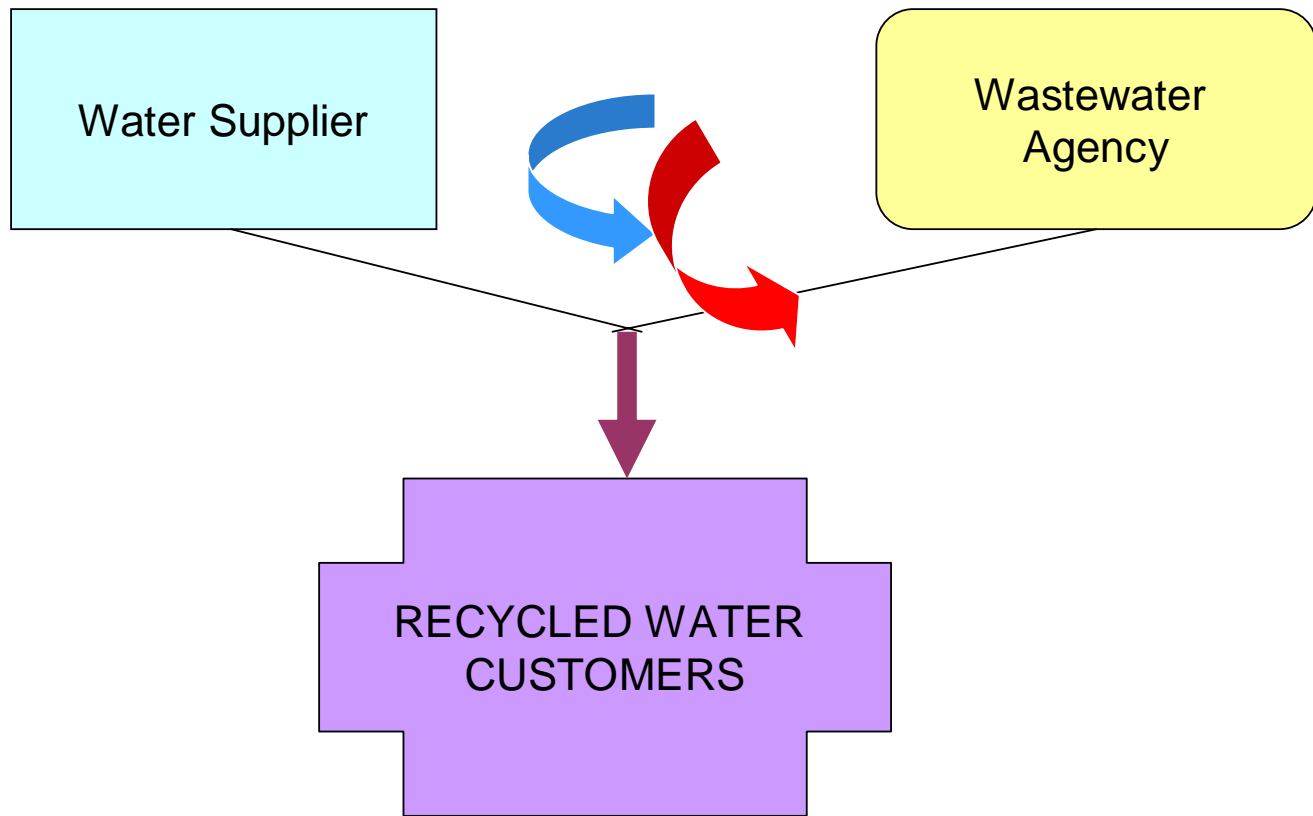 Water Supplier
Wastewater
Agency
RECYCLED WATER
CUSTOMERS